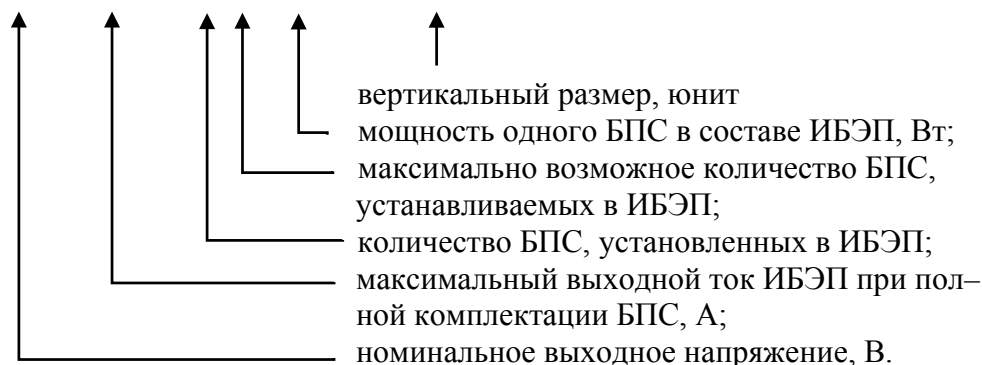 вертикальный размер, юнит
мощность одного БПС в составе ИБЭП, Вт;
максимально возможное количество БПС,
устанавливаемых в ИБЭП;
количество БПС, установленных в ИБЭП;
максимальный выходной ток ИБЭП при пол–
ной комплектации БПС, А;
номинальное выходное напряжение, В.